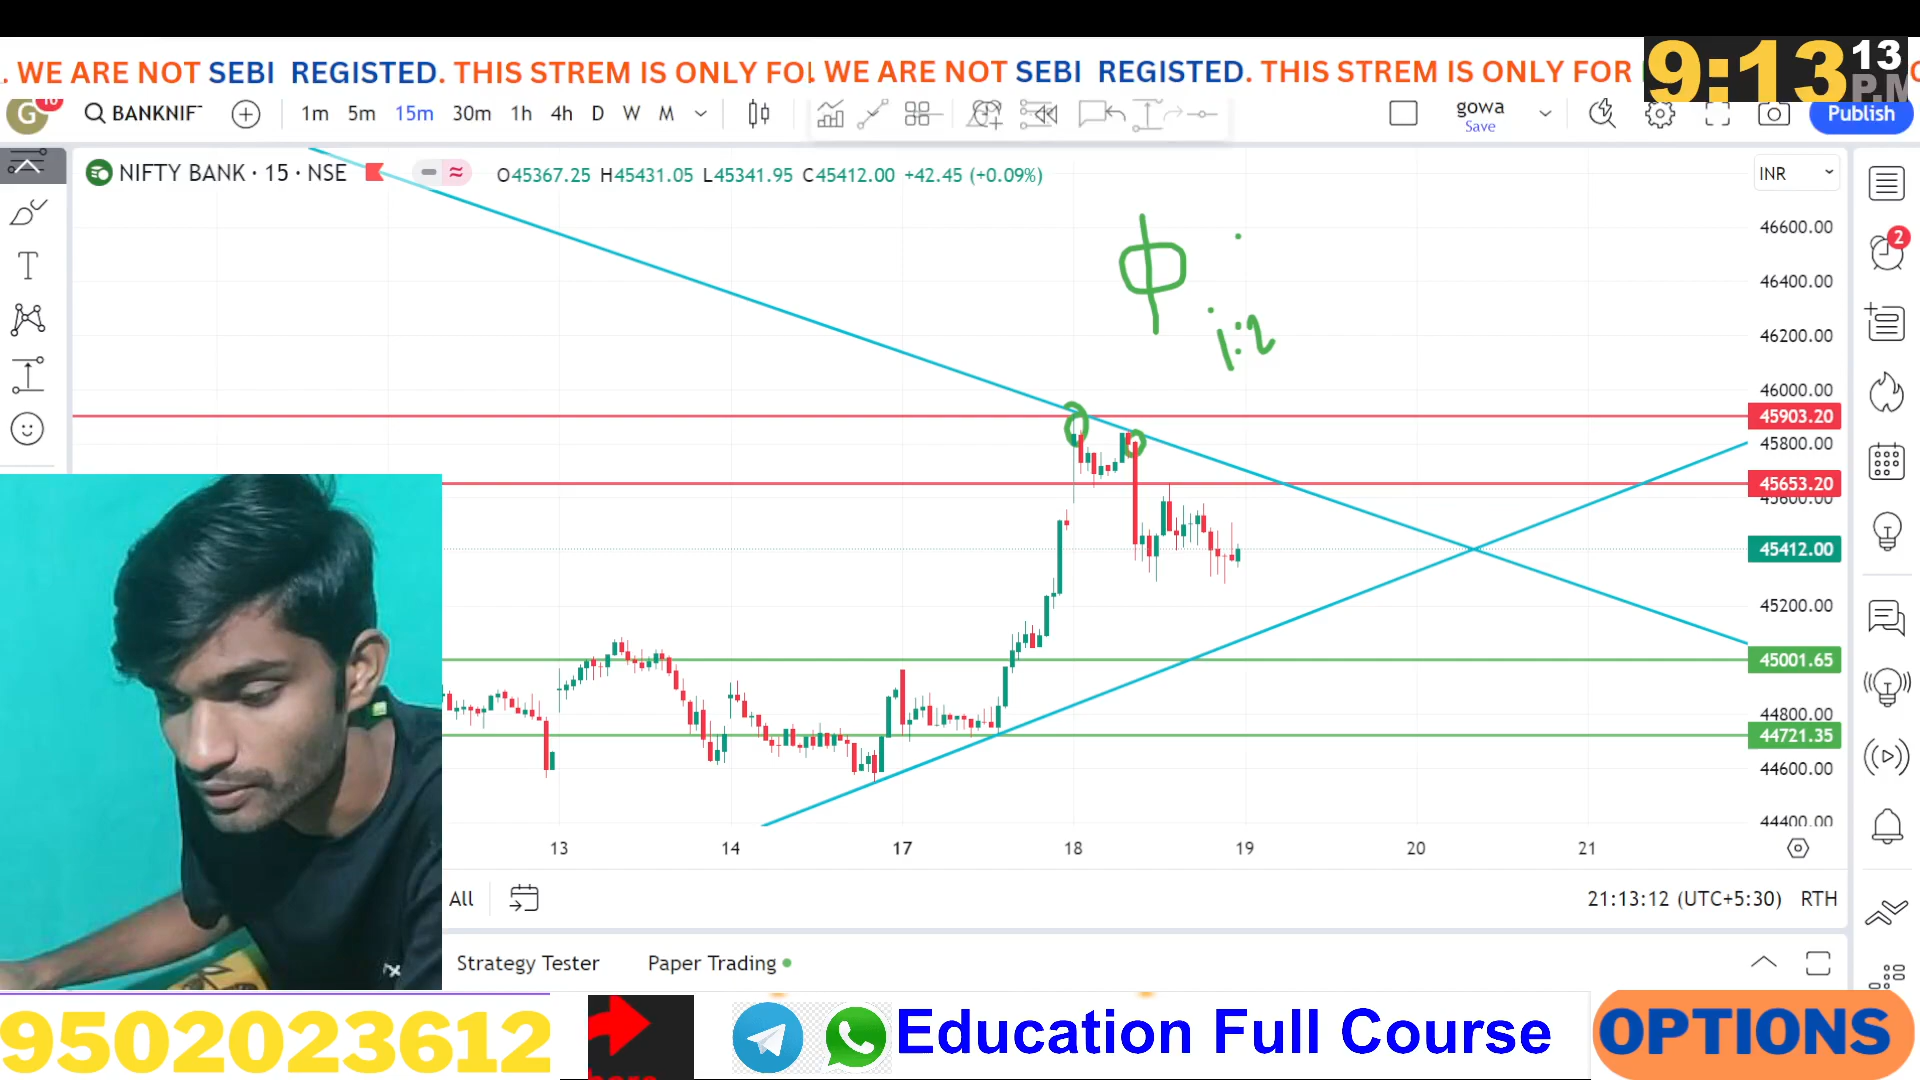 . WE ARE NOT SEBI REGISTED. THIS STREM IS ONLY FO WE ARE NOT SEBI REGISTED. THIS STREM IS ONLY FOR
9:13 13 P.M
G BANKNIF 1m 5m 15m 30m 1h 4h D W M gowa Save Publish
NIFTY BANK · 15 · NSE O45367.25 H45431.05 L45341.95 C45412.00 +42.45 (+0.09%) INR
2
46600.00
46400.00
46200.00
1:2
46000.00
45903.20
45800.00
45653.20
45600.00
45412.00
45200.00
45001.65
44800.00
44721.35
44600.00
44400.00
13 14 17 18 19 20 21
All 21:13:12 (UTC+5:30) RTH
Strategy Tester Paper Trading
9502023612 Education Full Course OPTIONS